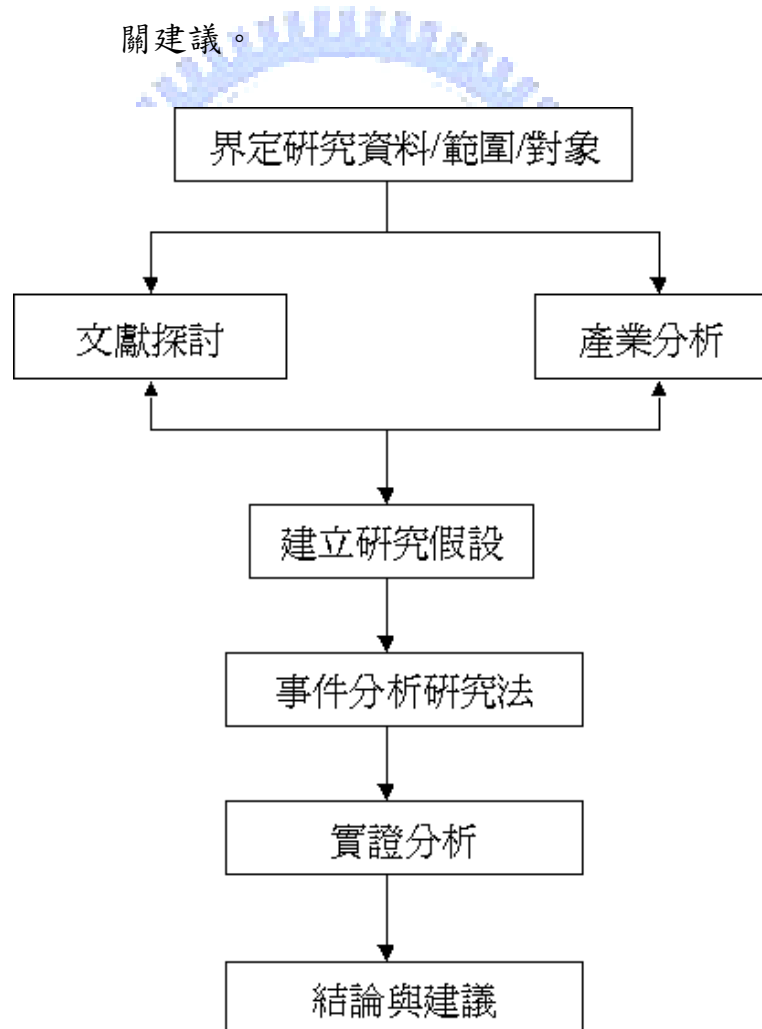 關建議。
界定研究資料/範圍/對象
文獻探討
產業分析
建立研究假設
事件分析研究法
實證分析
結論與建議